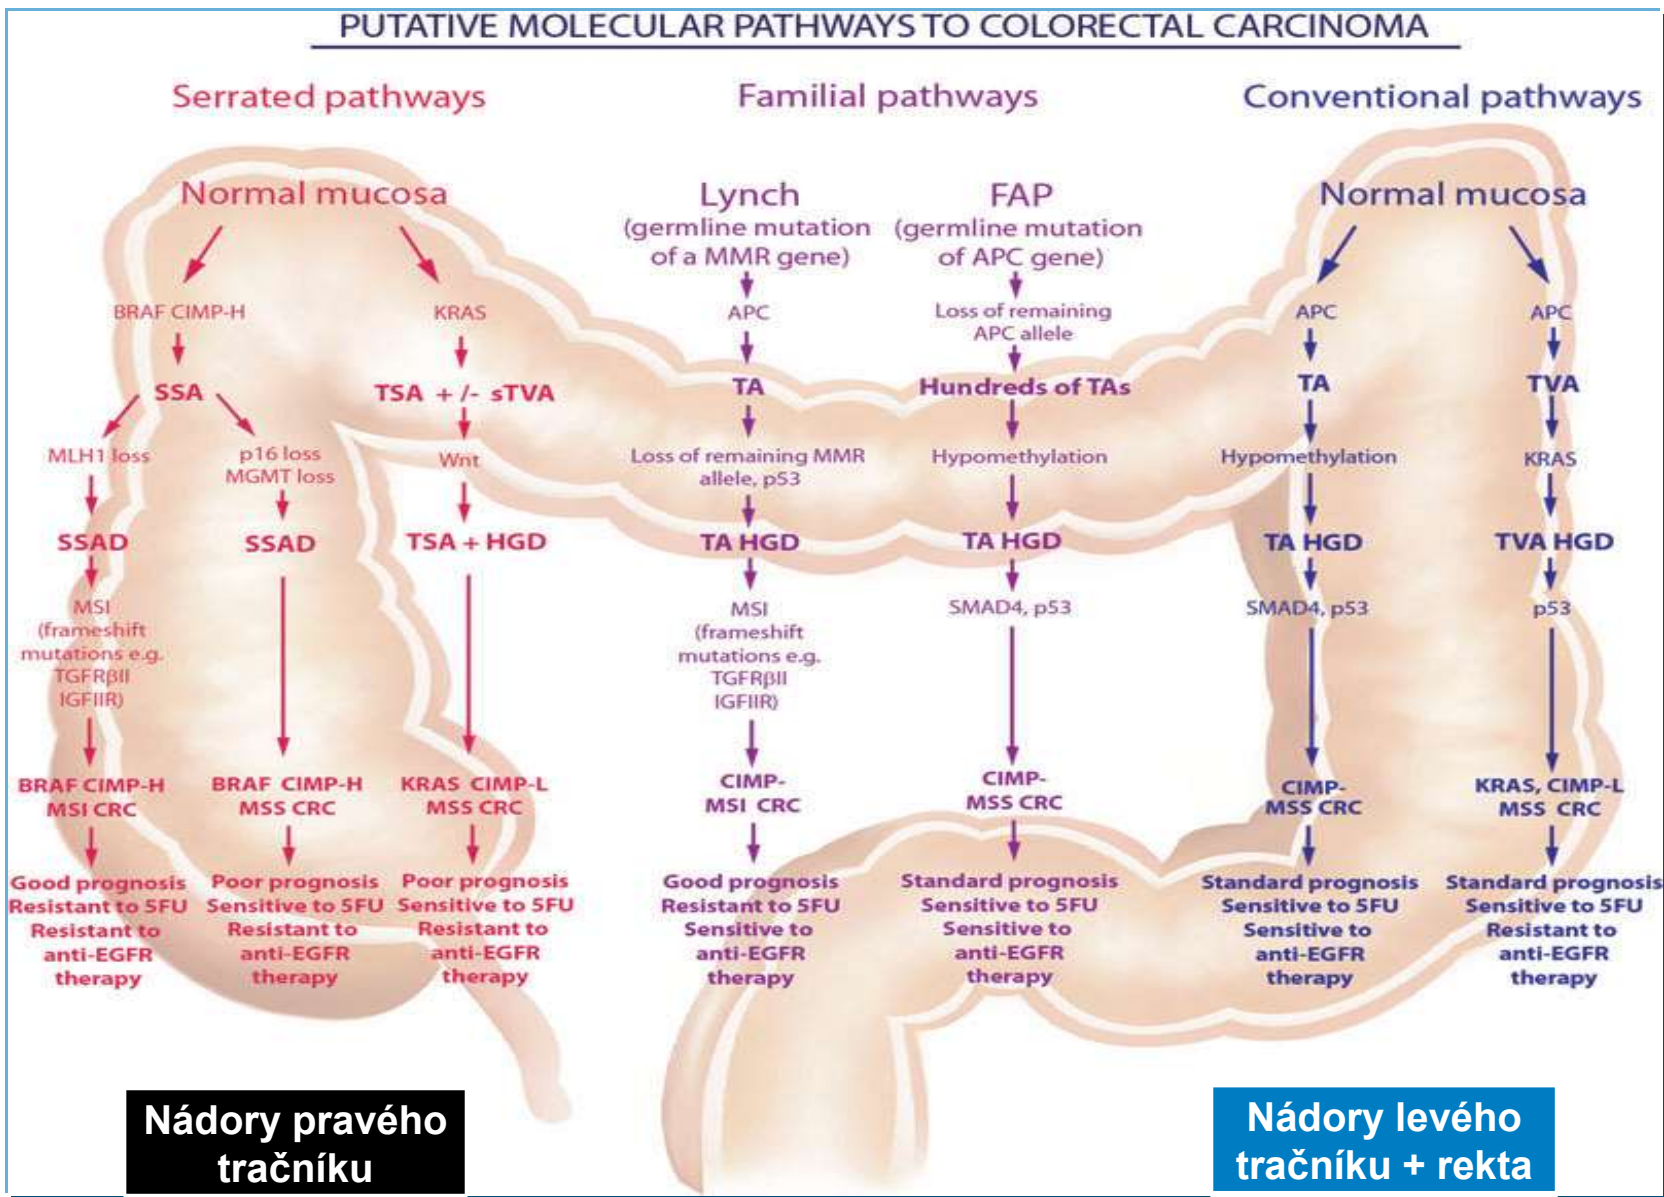 PUTATIVE MOLECULAR PATHWAYS TO COLORECTAL CARCINOMA
Serrated pathways
Normal mucosa
BRAF CIMP-H
SSA
MLH1 loss
SSAD
MSI
(frameshift
mutations e.g.
TGFRβII
IGFIIR)
BRAF CIMP-H
MSI CRC
Good prognosis
Resistant to 5FU
Resistant to
anti-EGFR
therapy
p16 loss
MGMT loss
SSAD
BRAF CIMP-H
MSS CRC
Poor prognosis
Sensitive to 5FU
Resistant to
anti-EGFR
therapy
KRAS
TSA +/- sTVA
Wnt
TSA + HGD
KRAS CIMP-L
MSS CRC
Poor prognosis
Sensitive to 5FU
Resistant to
anti-EGFR
therapy
Familial pathways
Lynch
(germline mutation
of a MMR gene)
APC
TA
Loss of remaining MMR
allele, p53
TA HGD
MSI
(frameshift
mutations e.g.
TGFRβII
IGFIIR)
CIMP-
MSI CRC
Good prognosis
Resistant to 5FU
Sensitive to
anti-EGFR
therapy
FAP
(germline mutation
of APC gene)
Loss of remaining
APC allele
Hundreds of TAs
Hypomethylation
TA HGD
SMAD4, p53
CIMP-
MSS CRC
Standard prognosis
Sensitive to 5FU
Sensitive to
anti-EGFR
therapy
Conventional pathways
Normal mucosa
APC
TA
Hypomethylation
TA HGD
SMAD4, p53
CIMP-
MSS CRC
Standard prognosis
Sensitive to 5FU
Sensitive to
anti-EGFR
therapy
APC
TVA
KRAS
TVA HGD
p53
KRAS, CIMP-L
MSS CRC
Standard prognosis
Sensitive to 5FU
Resistant to
anti-EGFR
therapy
Nádory pravého
tračníku
Nádory levého
tračníku + rekta